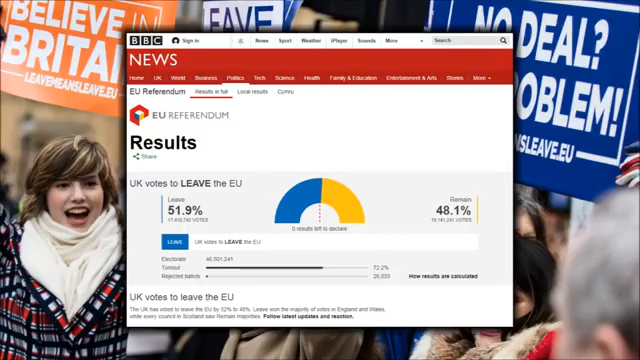 BELIEVE IN
BRITAIN
LEAVEMEANSLEAVE.EU
LEAVE
NO DEAL?
ROBLEM!
ANSLEAVE.EU
BBC Sign in News Sport Weather iPlayer Sounds More Search
NEWS
Home UK World Business Politics Tech Science Health Family & Education Entertainment & Arts Stories More
EU Referendum Results in full Local results Cymru
EU REFERENDUM
Results
Share
UK votes to LEAVE the EU
Leave
51.9%
17,410,742 VOTES
Remain
48.1%
16,141,241 VOTES
0 results left to declare
LEAVE UK votes to LEAVE the EU
Electorate 46,501,241
Turnout 72.2%
Rejected ballots 26,033 How results are calculated
UK votes to leave the EU
The UK has voted to leave the EU by 52% to 48%. Leave won the majority of votes in England and Wales,
while every council in Scotland saw Remain majorities. Follow latest updates and reaction.